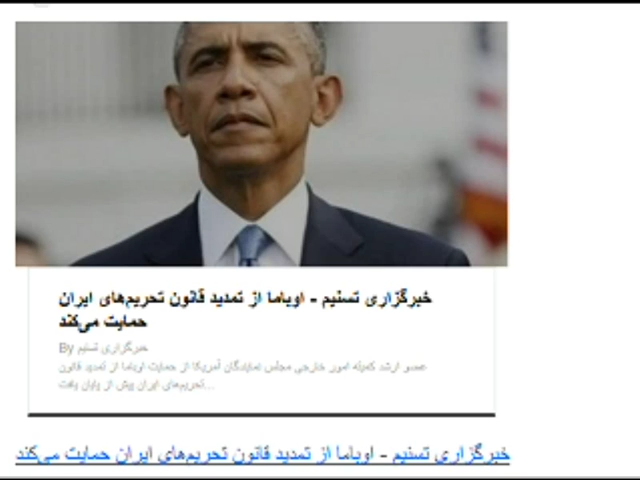 خبرگزاری تسنیم - اوباما از تمدید قانون تحریم‌های ایران
حمایت می‌کند
By خبرگزاری تسنیم
عضو ارشد کمیته امور خارجی مجلس نمایندگان آمریکا از حمایت اوباما از تمدید قانون
تحریم‌های ایران پیش از پایان یافت...
خبرگزاری تسنیم - اوباما از تمدید قانون تحریم‌های ایران حمایت می‌کند